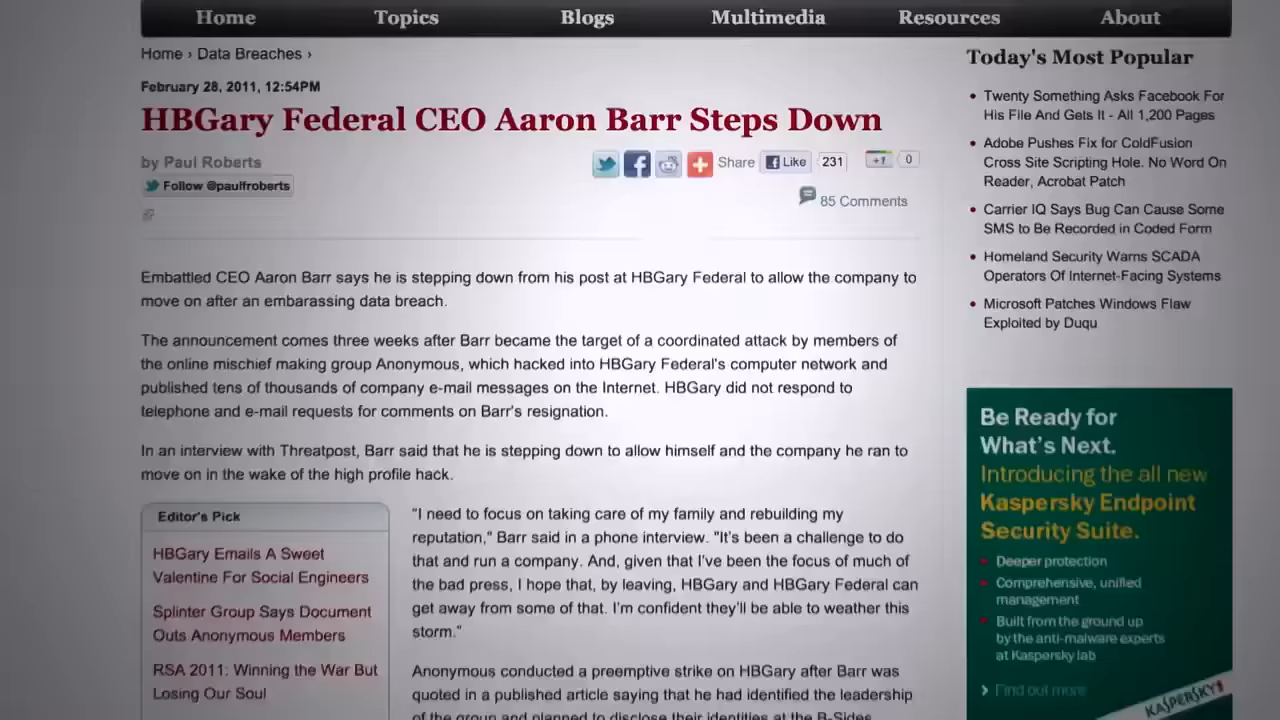 Home Topics Blogs Multimedia Resources About
Home › Data Breaches ›
February 28, 2011, 12:54PM
HBGary Federal CEO Aaron Barr Steps Down
by Paul Roberts
Share
Like
231
+1
0
Follow @paulfroberts
85 Comments
Embattled CEO Aaron Barr says he is stepping down from his post at HBGary Federal to allow the company to
move on after an embarassing data breach.
The announcement comes three weeks after Barr became the target of a coordinated attack by members of
the online mischief making group Anonymous, which hacked into HBGary Federal's computer network and
published tens of thousands of company e-mail messages on the Internet. HBGary did not respond to
telephone and e-mail requests for comments on Barr's resignation.
In an interview with Threatpost, Barr said that he is stepping down to allow himself and the company he ran to
move on in the wake of the high profile hack.
Editor's Pick
HBGary Emails A Sweet
Valentine For Social Engineers
Splinter Group Says Document
Outs Anonymous Members
RSA 2011: Winning the War But
Losing Our Soul
"I need to focus on taking care of my family and rebuilding my
reputation," Barr said in a phone interview. "It's been a challenge to do
that and run a company. And, given that I've been the focus of much of
the bad press, I hope that, by leaving, HBGary and HBGary Federal can
get away from some of that. I'm confident they'll be able to weather this
storm."
Anonymous conducted a preemptive strike on HBGary after Barr was
quoted in a published article saying that he had identified the leadership
of the group and planned to disclose their identities at the B-Sides
Today's Most Popular
Twenty Something Asks Facebook For
His File And Gets It - All 1,200 Pages
Adobe Pushes Fix for ColdFusion
Cross Site Scripting Hole. No Word On
Reader, Acrobat Patch
Carrier IQ Says Bug Can Cause Some
SMS to Be Recorded in Coded Form
Homeland Security Warns SCADA
Operators Of Internet-Facing Systems
Microsoft Patches Windows Flaw
Exploited by Duqu
Be Ready for
What's Next.
Introducing the all new
Kaspersky Endpoint
Security Suite.
Deeper protection
Comprehensive, unified
management
Built from the ground up
by the anti-malware experts
at Kaspersky lab
Find out more
KASPERSKY